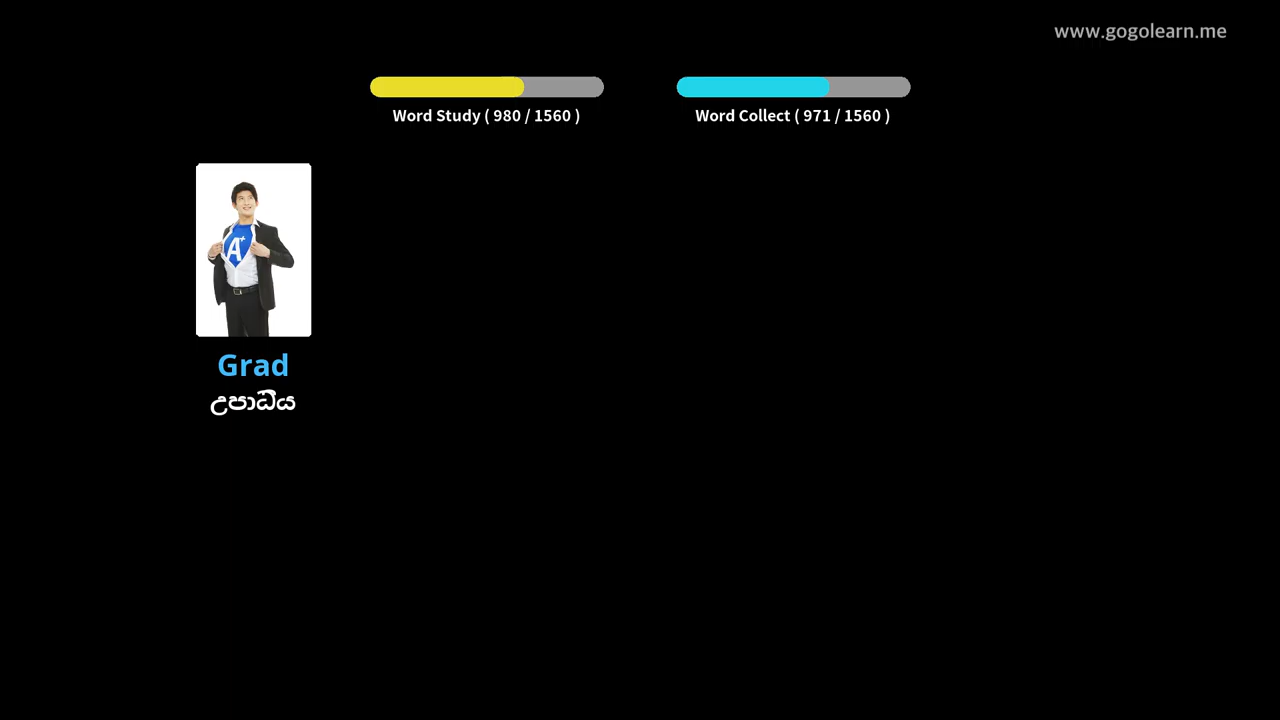 www.gogolearn.me
Word Study ( 980 / 1560 )
Word Collect ( 971 / 1560 )
A+
Grad
උපාධිය